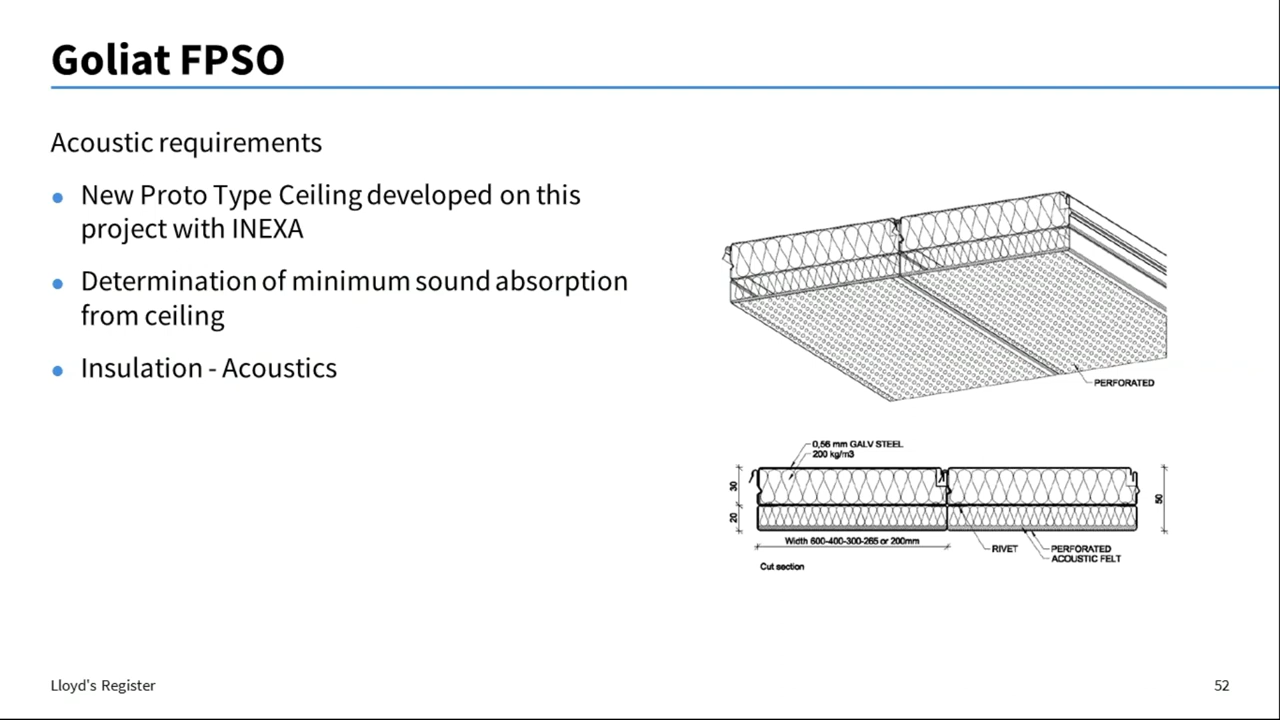 Goliat FPSO
Acoustic requirements
● New Proto Type Ceiling developed on this
project with INEXA
● Determination of minimum sound absorption
from ceiling
● Insulation - Acoustics
PERFORATED
0,56 mm GALV STEEL
200 kg/m3
30
20
50
Width 600-400-300-265 or 200mm
RIVET
PERFORATED
ACOUSTIC FELT
Cut section
Lloyd's Register
52